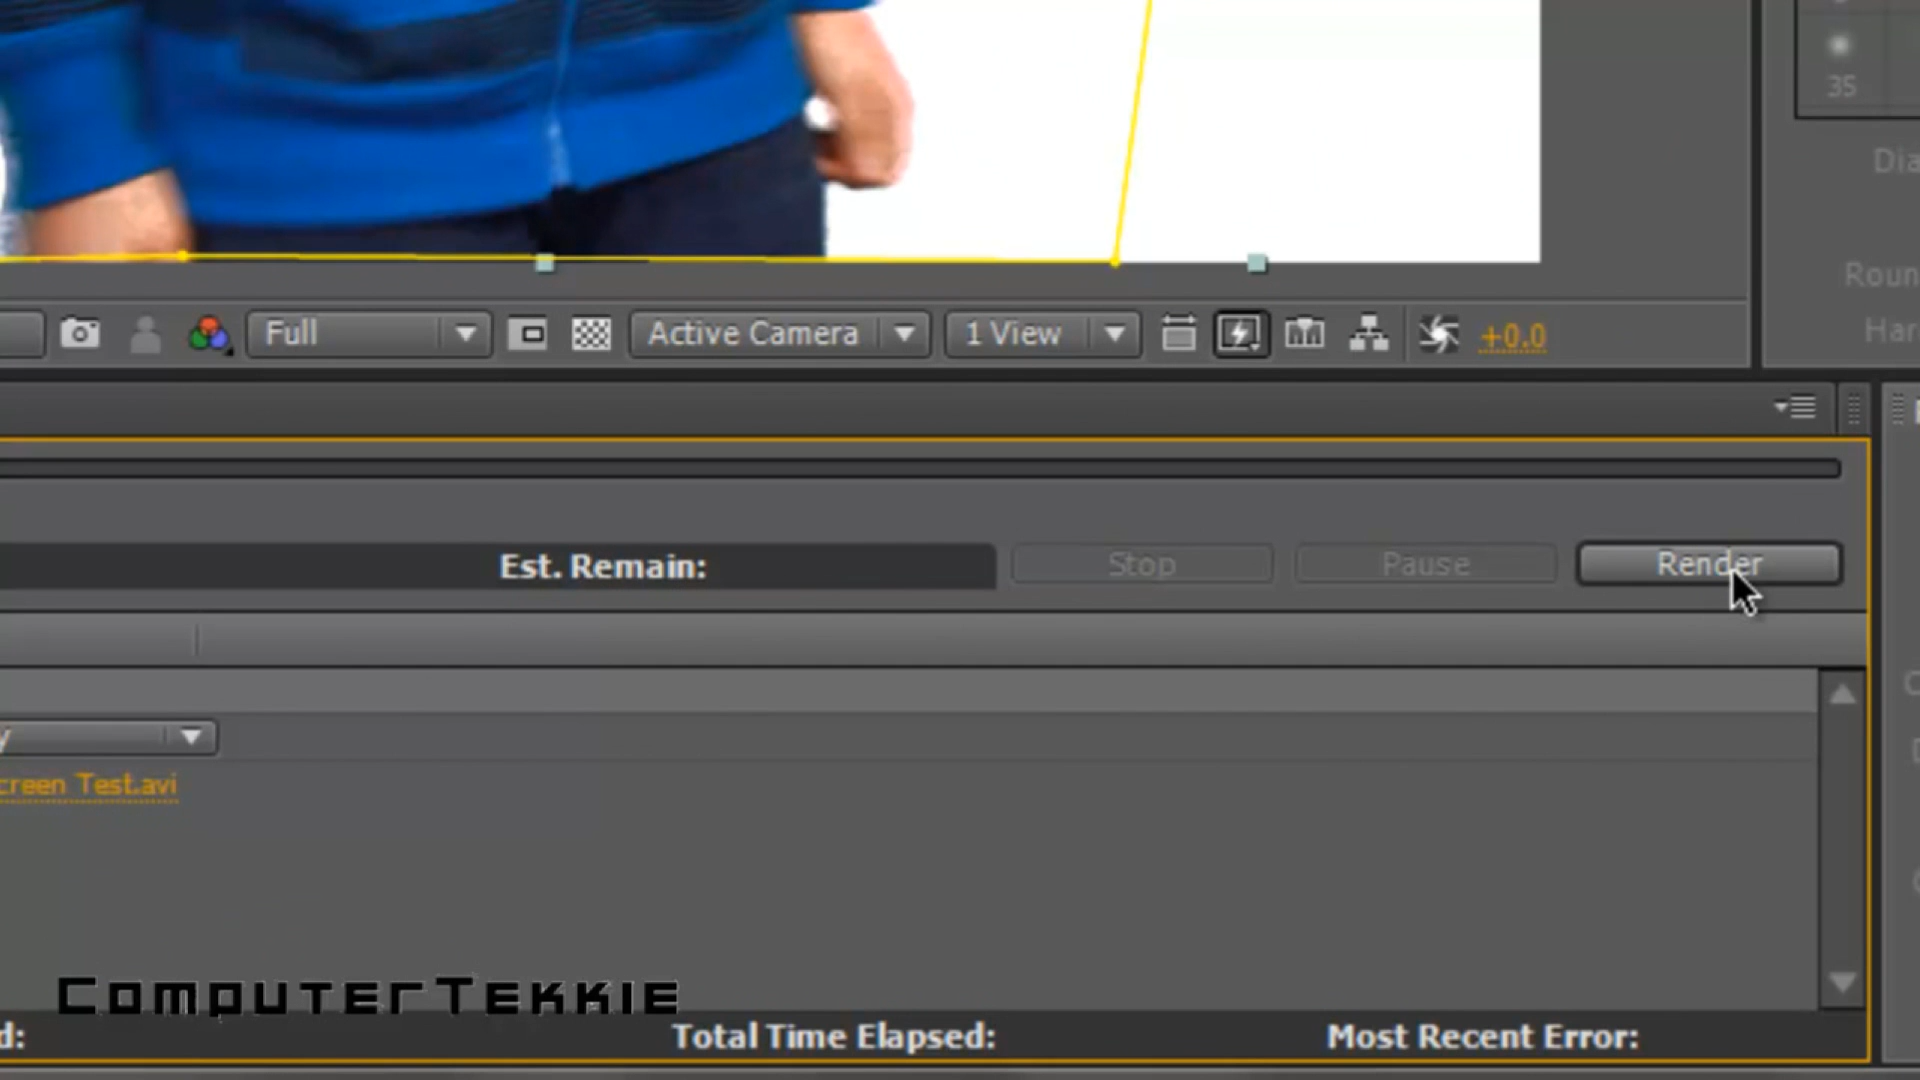 35
Full
Active Camera
1 View
+0.0
Est. Remain:
Stop
Pause
Render
creen Test.avi
ComputerTekkie
d:
Total Time Elapsed:
Most Recent Error: